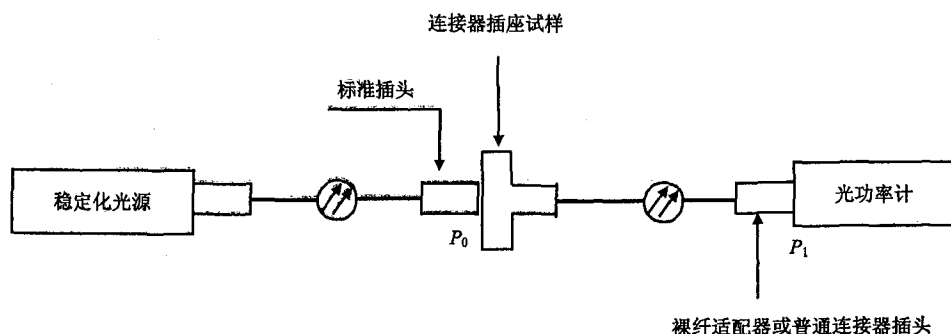 连接器插座试样
标准插头
稳定化光源
光功率计
P₀
P₁
裸纤适配器或普通连接器插头